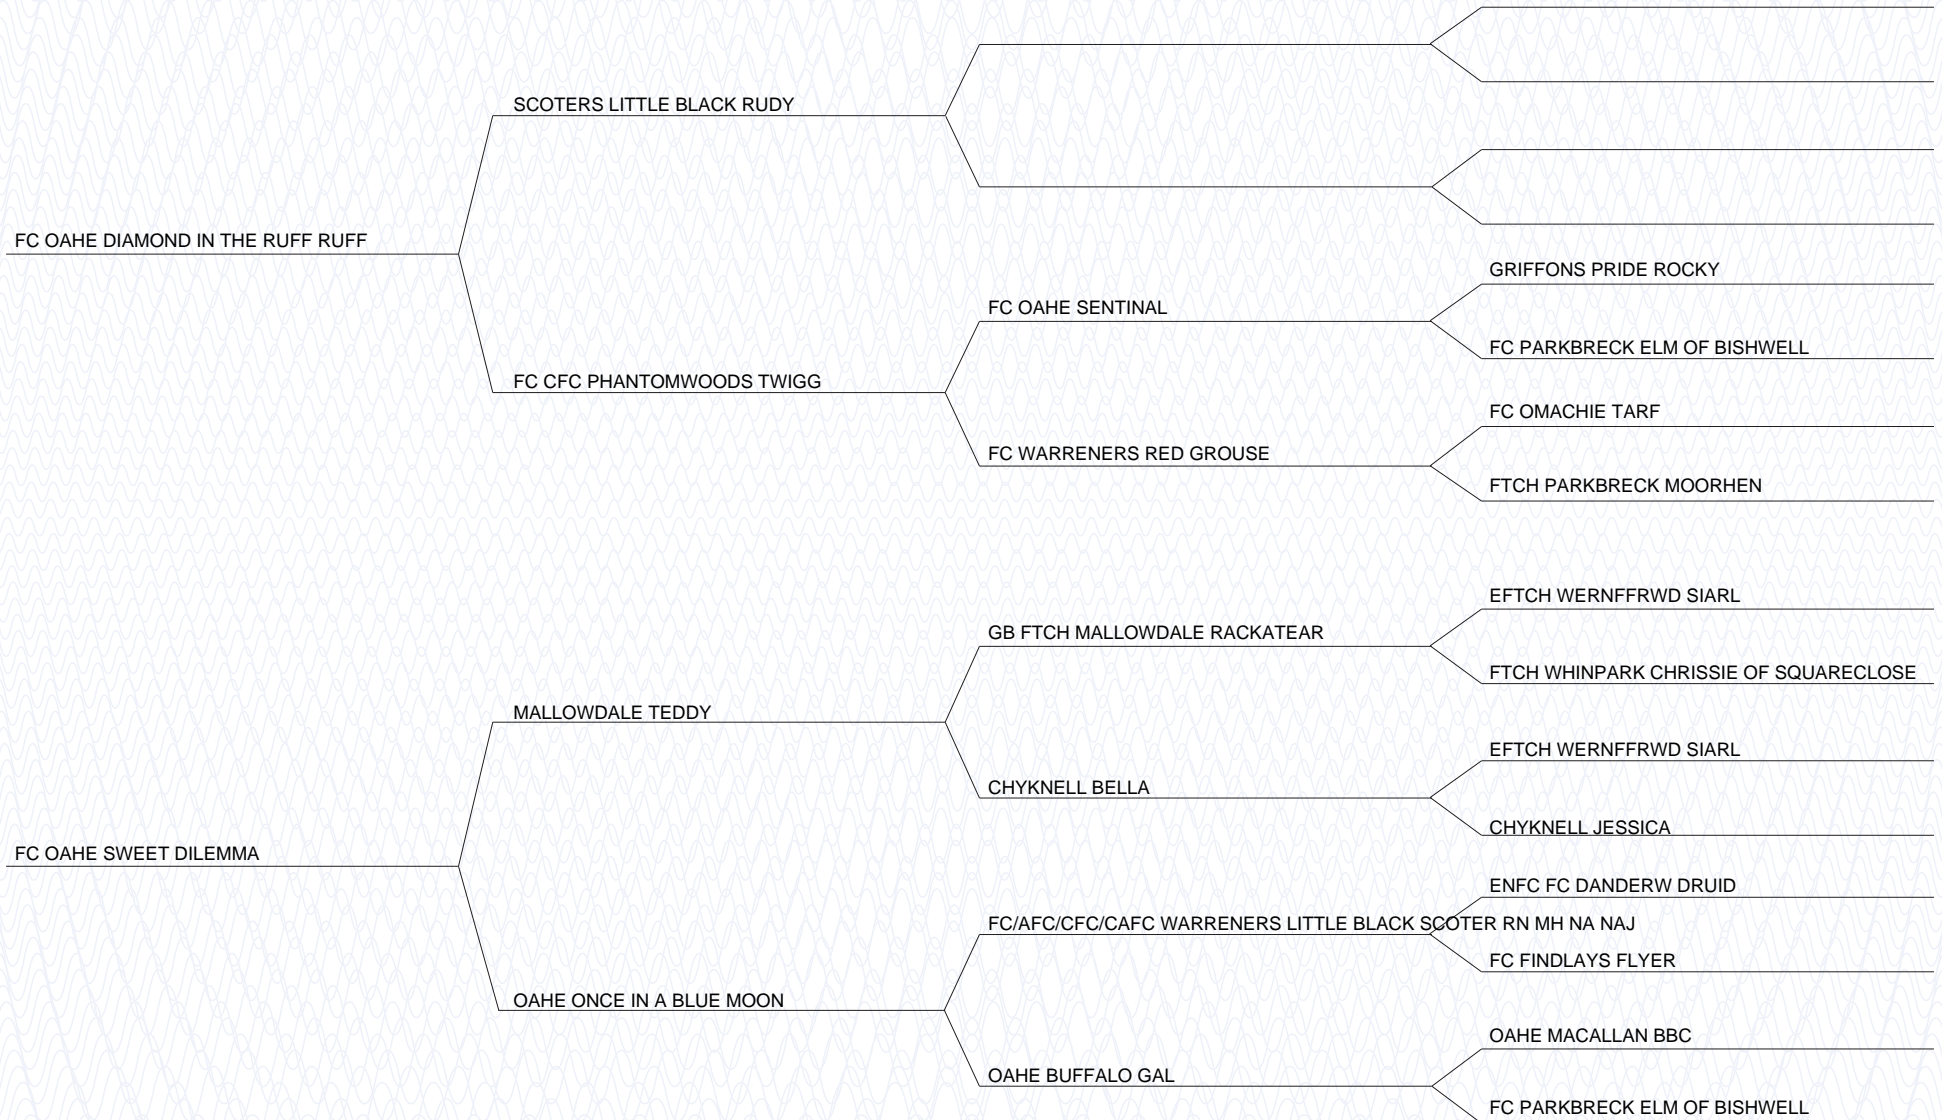 SCOTERS LITTLE BLACK RUDY
FC OAHE DIAMOND IN THE RUFF RUFF
GRIFFONS PRIDE ROCKY
FC OAHE SENTINAL
FC PARKBRECK ELM OF BISHWELL
FC CFC PHANTOMWOODS TWIGG
FC OMACHIE TARF
FC WARRENERS RED GROUSE
FTCH PARKBRECK MOORHEN
EFTCH WERNFFRWD SIARL
GB FTCH MALLOWDALE RACKATEAR
FTCH WHINPARK CHRISSIE OF SQUARECLOSE
MALLOWDALE TEDDY
EFTCH WERNFFRWD SIARL
CHYKNELL BELLA
CHYKNELL JESSICA
FC OAHE SWEET DILEMMA
ENFC FC DANDERW DRUID
FC/AFC/CFC/CAFC WARRENERS LITTLE BLACK SCOTER RN MH NA NAJ
FC FINDLAYS FLYER
OAHE ONCE IN A BLUE MOON
OAHE MACALLAN BBC
OAHE BUFFALO GAL
FC PARKBRECK ELM OF BISHWELL